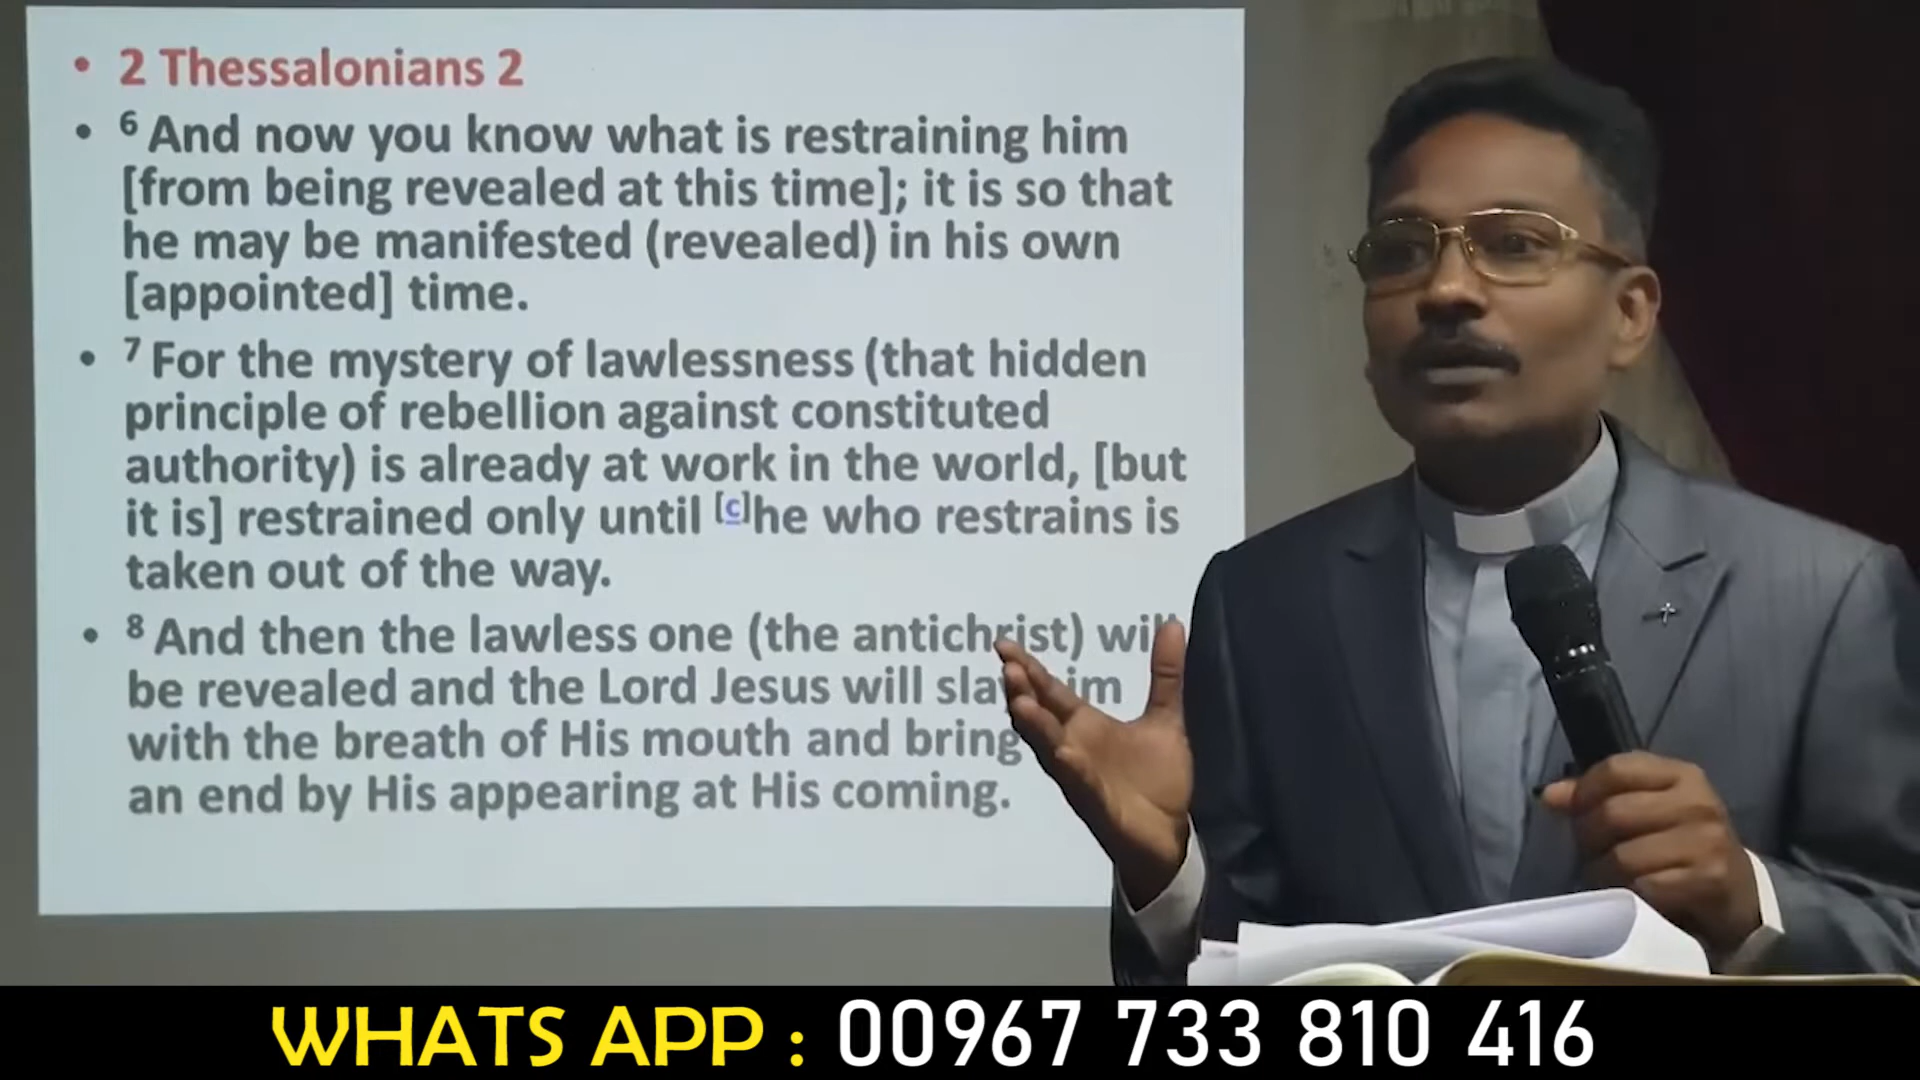 • 2 Thessalonians 2
• 6 And now you know what is restraining him
[from being revealed at this time]; it is so that
he may be manifested (revealed) in his own
[appointed] time.
• 7 For the mystery of lawlessness (that hidden
principle of rebellion against constituted
authority) is already at work in the world, [but
it is] restrained only until [c]he who restrains is
taken out of the way.
• 8 And then the lawless one (the antichrist) will
be revealed and the Lord Jesus will slay him
with the breath of His mouth and bring
an end by His appearing at His coming.
WHATS APP : 00967 733 810 416